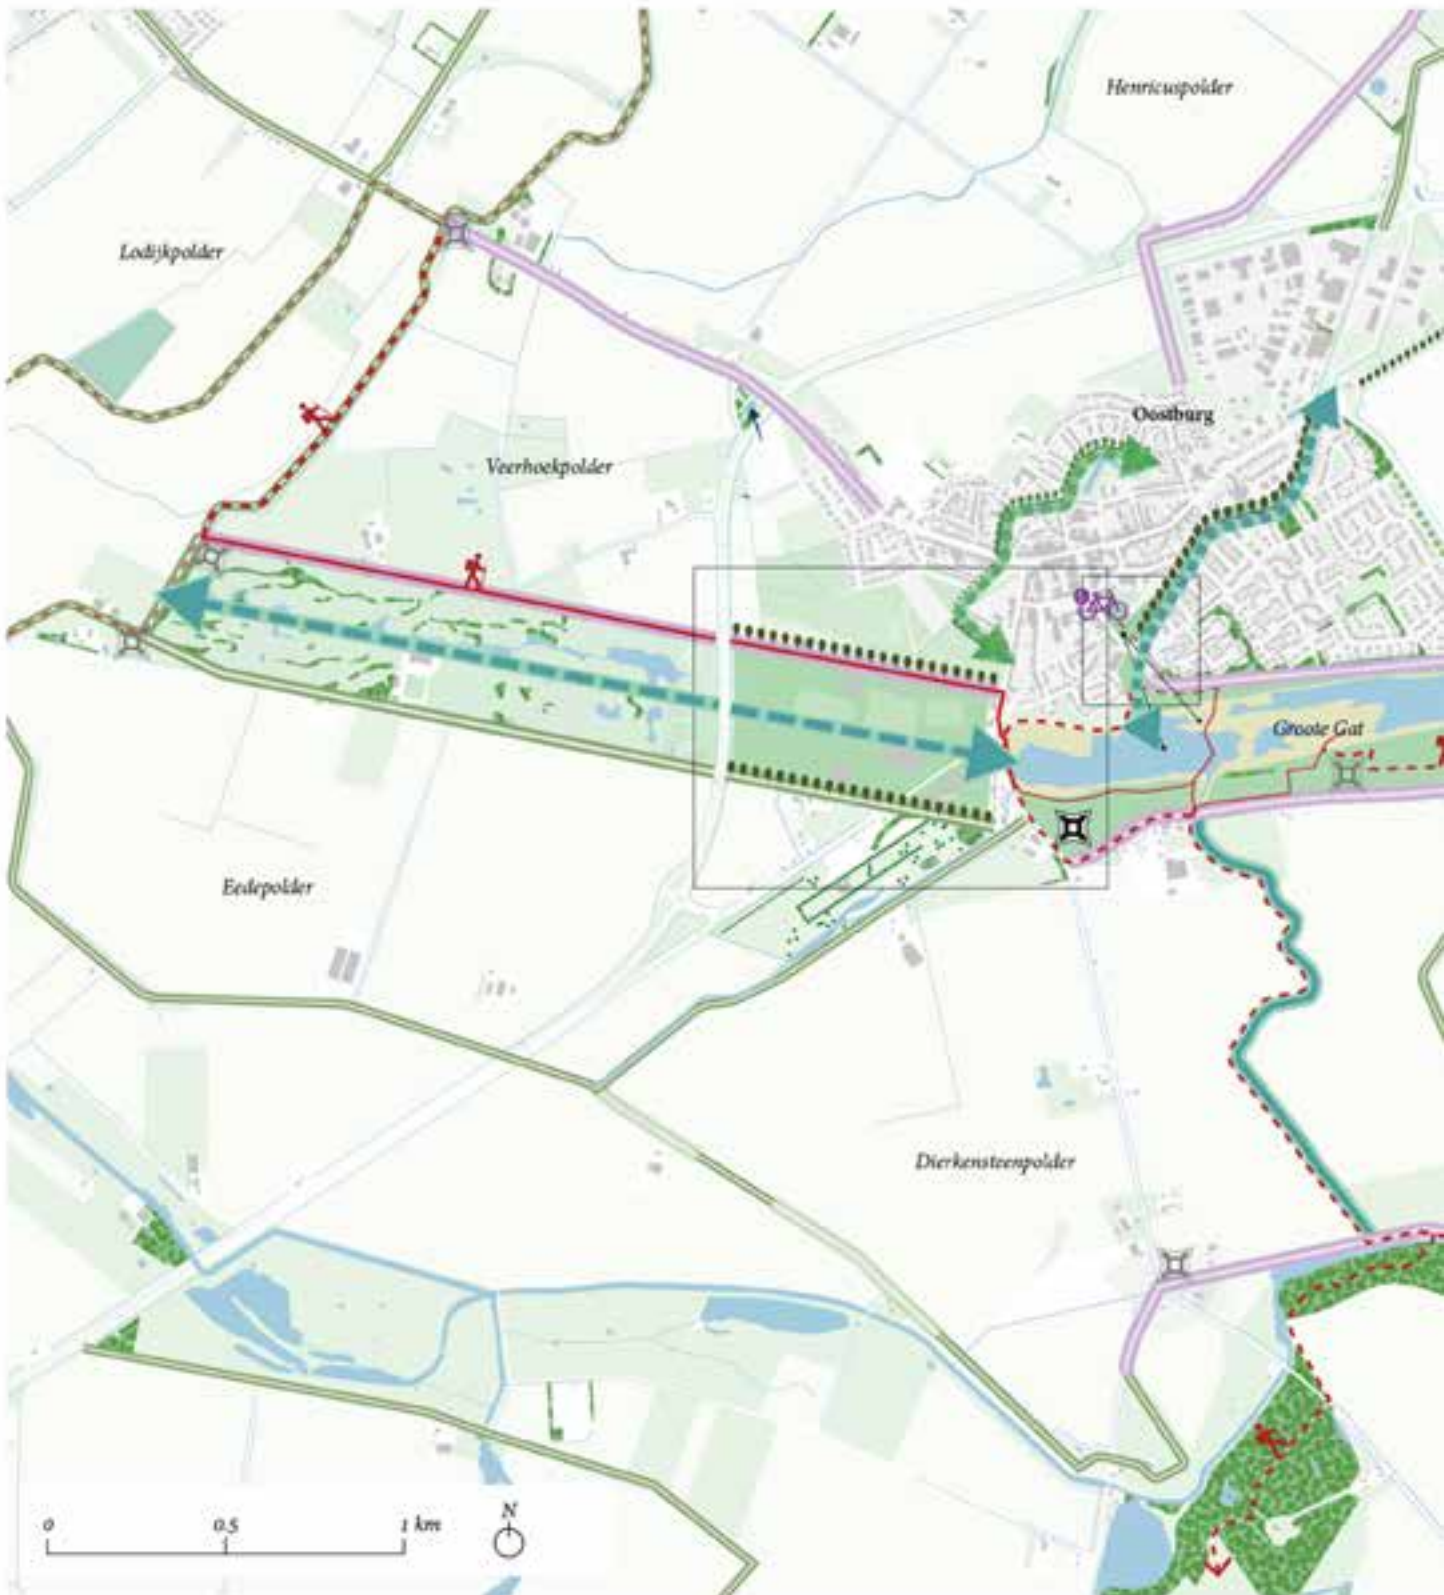 Henricuspolder
Lodijkpolder
Oostburg
Veerhoekpolder
Groote Gat
Eedepolder
Dierkensteenpolder
N
0 0.5 1 km